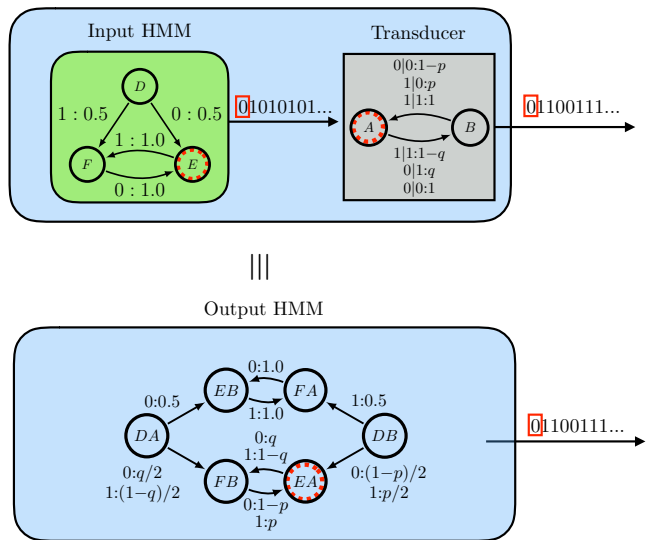 Input HMM
Transducer
D
1 : 0.5
0 : 0.5
1 : 1.0
F
E
0 : 1.0
01010101...
0|0:1−p
1|0:p
1|1:1
A
B
1|1:1−q
0|1:q
0|0:1
01100111...
|||
Output HMM
0:1.0
EB
FA
1:1.0
0:0.5
1:0.5
DA
DB
0:q
1:1−q
0:q/2
1:(1−q)/2
FB
EA
0:(1−p)/2
1:p/2
0:1−p
1:p
01100111...